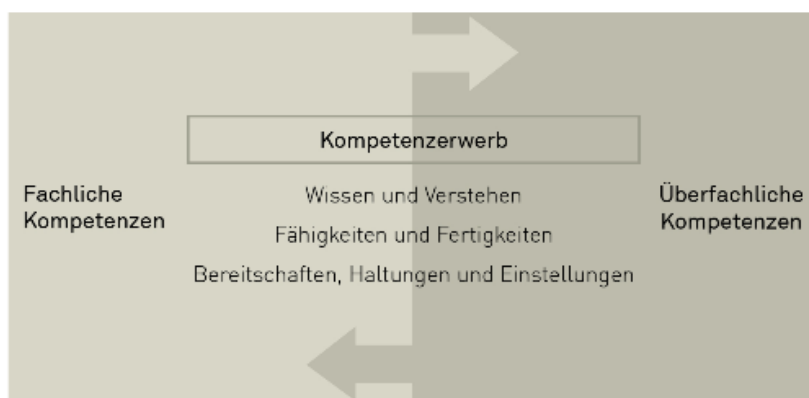 Kompetenzerwerb
Fachliche
Kompetenzen
Wissen und Verstehen
Fähigkeiten und Fertigkeiten
Bereitschaften, Haltungen und Einstellungen
Überfachliche
Kompetenzen